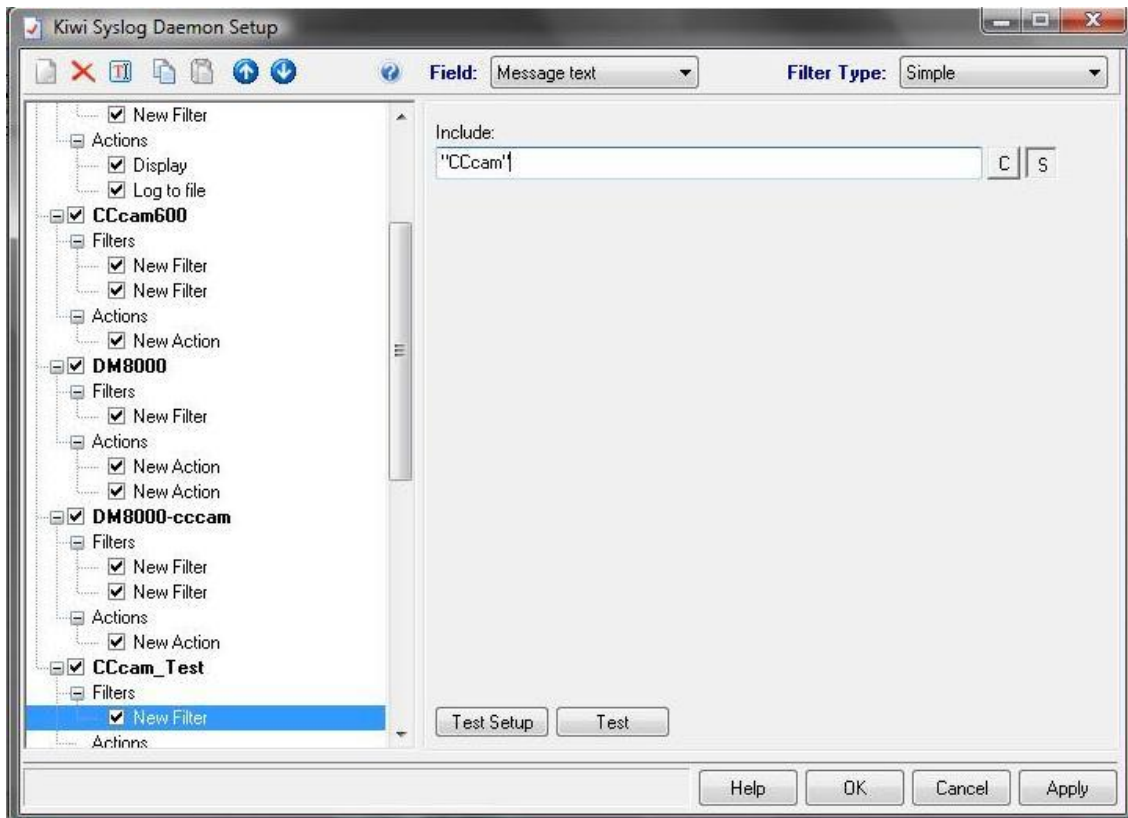 Kiwi Syslog Daemon Setup
Field: Message text Filter Type: Simple
New Filter
Actions
Display
Log to file
CCcam600
Filters
New Filter
New Filter
Actions
New Action
DM8000
Filters
New Filter
Actions
New Action
New Action
DM8000-cccam
Filters
New Filter
New Filter
Actions
New Action
CCcam_Test
Filters
New Filter
Actions
Include:
"CCcam"
C S
Test Setup Test
Help OK Cancel Apply